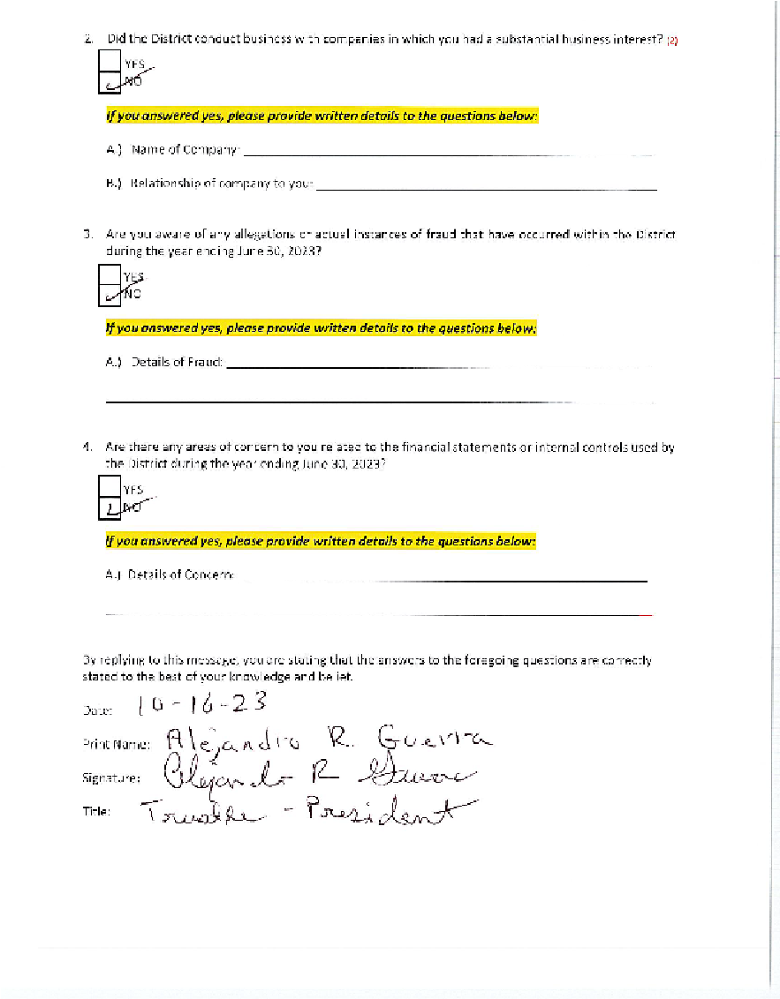 2. Did the District conduct business with companies in which you had a substantial business interest? (2)
YES
NO
If you answered yes, please provide written details to the questions below:
A.) Name of Company:
B.) Relationship of company to you:
3. Are you aware of any allegations or actual instances of fraud that have occurred within the District
during the year ending June 30, 2023?
YES
NO
If you answered yes, please provide written details to the questions below:
A.) Details of Fraud:
4. Are there any areas of concern to you related to the financial statements or internal controls used by
the District during the year ending June 30, 2023?
YES
NO
If you answered yes, please provide written details to the questions below:
A.) Details of Concern:
By replying to this message, you are stating that the answers to the foregoing questions are correctly
stated to the best of your knowledge and belief.
Date: 10-16-23
Print Name: Alejandro R. Guerra
Signature: Alejandro R Guerra
Title: Trustee - President